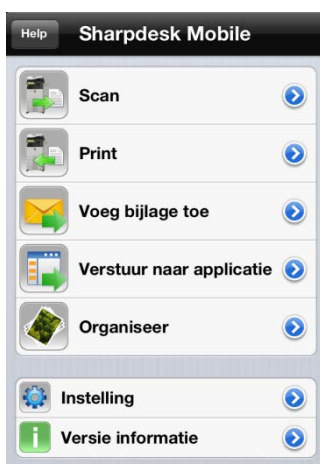 Help
Sharpdesk Mobile
Scan
Print
Voeg bijlage toe
Verstuur naar applicatie
Organiseer
Instelling
Versie informatie